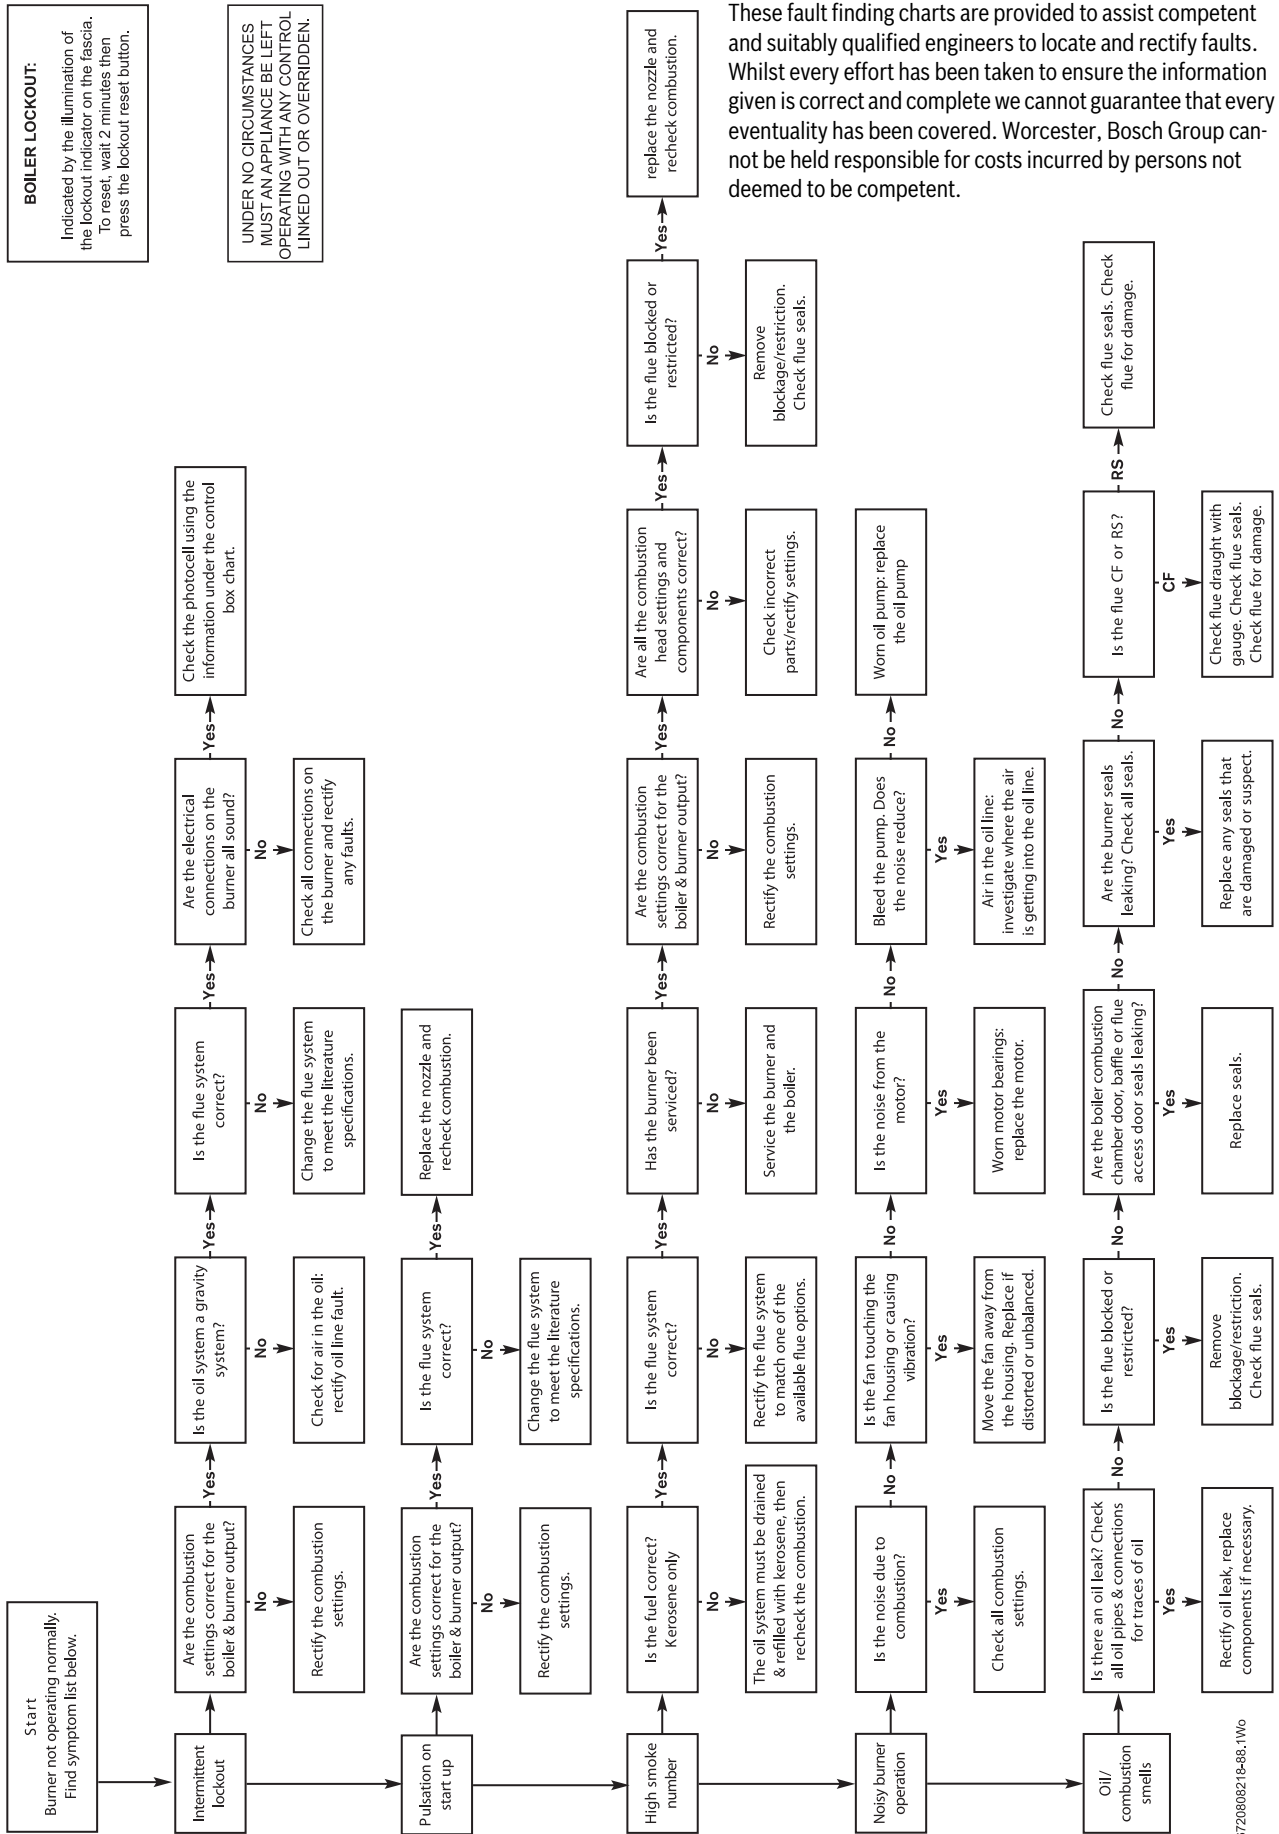 These fault finding charts are provided to assist competent
and suitably qualified engineers to locate and rectify faults.
Whilst every effort has been taken to ensure the information
given is correct and complete we cannot guarantee that every
eventuality has been covered. Worcester, Bosch Group can-
not be held responsible for costs incurred by persons not
deemed to be competent.
Start
Burner not operating normally.
Find symptom list below.
BOILER LOCKOUT:
Indicated by the illumination of
the lockout indicator on the fascia.
To reset, wait 2 minutes then
press the lockout reset button.
UNDER NO CIRCUMSTANCES
MUST AN APPLIANCE BE LEFT
OPERATING WITH ANY CONTROL
LINKED OUT OR OVERRIDDEN.
Intermittent
lockout
Are the combustion
settings correct for the
boiler & burner output?
Yes
Is the oil system a gravity
system?
Yes
Is the flue system
correct?
Yes
Are the electrical
connections on the
burner all sound?
Yes
Check the photocell using the
information under the control
box chart.
No
Rectify the combustion
settings.
No
Check for air in the oil:
rectify oil line fault.
No
Change the flue system
to meet the literature
specifications.
No
Check all connections on
the burner and rectify
any faults.
Pulsation on
start up
Are the combustion
settings correct for the
boiler & burner output?
Yes
Is the flue system
correct?
Yes
Replace the nozzle and
recheck combustion.
No
Rectify the combustion
settings.
No
Change the flue system
to meet the literature
specifications.
High smoke
number
Is the fuel correct?
Kerosene only
Yes
Is the flue system
correct?
Yes
Has the burner been
serviced?
Yes
Are the combustion
settings correct for the
boiler & burner output?
Yes
Are all the combustion
head settings and
components correct?
Yes
Is the flue blocked or
restricted?
Yes
replace the nozzle and
recheck combustion.
No
The oil system must be drained
& refilled with kerosene, then
recheck the combustion.
No
Rectify the flue system
to match one of the
available flue options.
No
Service the burner and
the boiler.
No
Rectify the combustion
settings.
No
Check incorrect
parts/rectify settings.
No
Remove
blockage/restriction.
Check flue seals.
Noisy burner
operation
Is the noise due to
combustion?
No
Is the fan touching the
fan housing or causing
vibration?
No
Is the noise from the
motor?
No
Bleed the pump. Does
the noise reduce?
No
Worn oil pump: replace
the oil pump
Yes
Check all combustion
settings.
Yes
Move the fan away from
the housing. Replace if
distorted or unbalanced.
Yes
Worn motor bearings:
replace the motor.
Yes
Air in the oil line:
investigate where the air
is getting into the oil line.
Oil/
combustion
smells
Is there an oil leak? Check
all oil pipes & connections
for traces of oil
No
Is the flue blocked or
restricted?
No
Are the boiler combustion
chamber door, baffle or flue
access door seals leaking?
No
Are the burner seals
leaking? Check all seals.
No
Is the flue CF or RS?
RS
Check flue seals. Check
flue for damage.
Yes
Rectify oil leak, replace
components if necessary.
Yes
Remove
blockage/restriction.
Check flue seals.
Yes
Replace seals.
Yes
Replace any seals that
are damaged or suspect.
CF
Check flue draught with
gauge. Check flue seals.
Check flue for damage.
6720808218-88.1Wo